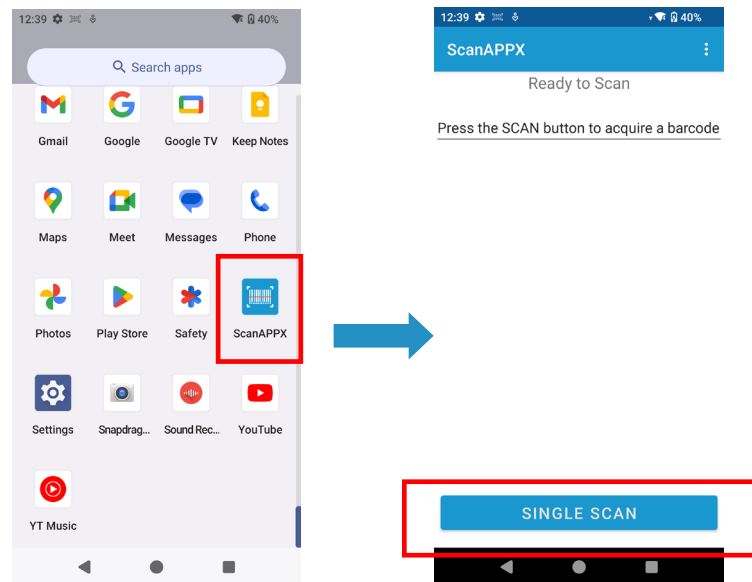 12:39
40%
Search apps
Gmail Google Google TV Keep Notes
Maps Meet Messages Phone
Photos Play Store Safety ScanAPPX
Settings Snapdrag... Sound Rec... YouTube
YT Music
12:39
40%
ScanAPPX
Ready to Scan
Press the SCAN button to acquire a barcode
SINGLE SCAN